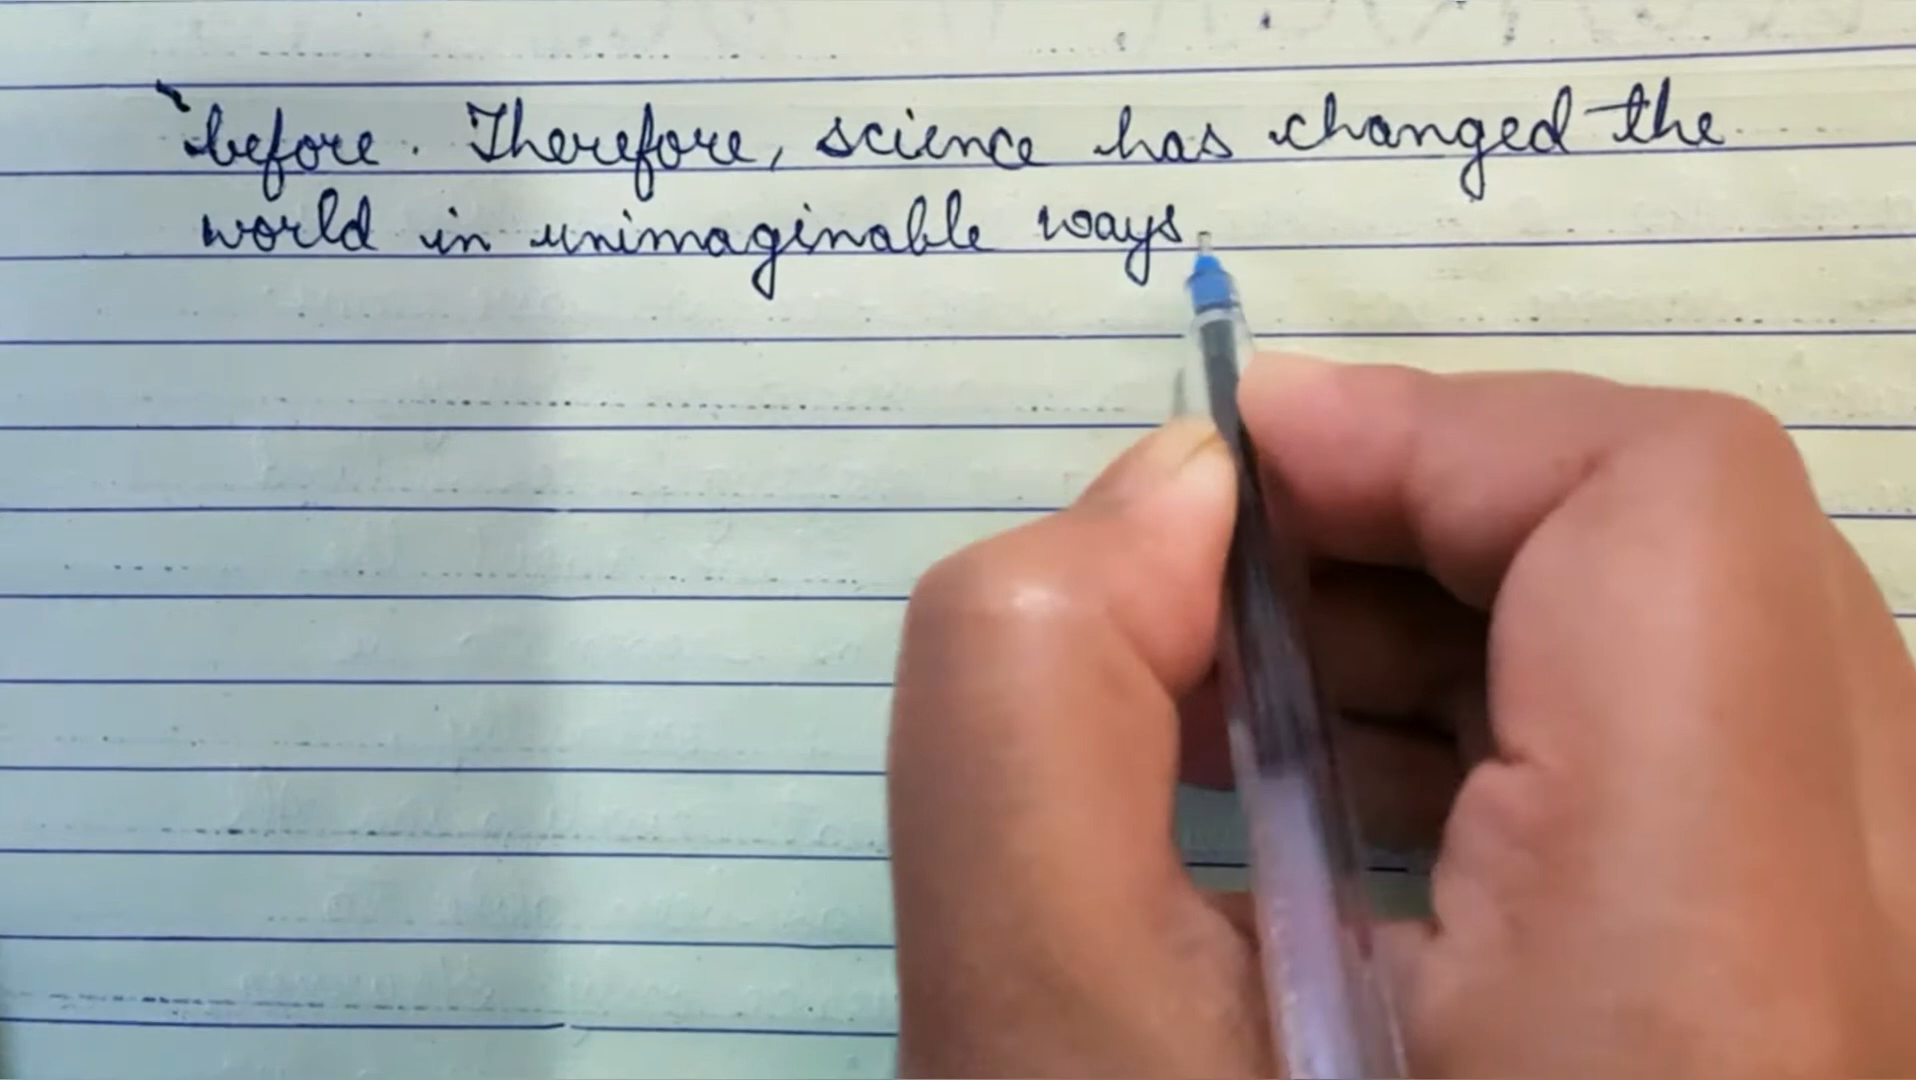 before. Therefore, science has changed the
world in unimaginable ways.